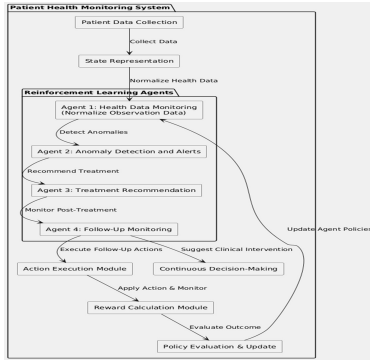 Patient Health Monitoring System
Patient Data Collection
Collect Data
State Representation
Normalize Health Data
Reinforcement Learning Agents
Agent 1: Health Data Monitoring
(Normalize Observation Data)
Detect Anomalies
Agent 2: Anomaly Detection and Alerts
Recommend Treatment
Agent 3: Treatment Recommendation
Monitor Post-Treatment
Update Agent Policies
Agent 4: Follow-Up Monitoring
Execute Follow-Up Actions
Suggest Clinical Intervention
Action Execution Module
Continuous Decision-Making
Apply Action & Monitor
Reward Calculation Module
Evaluate Outcome
Policy Evaluation & Update